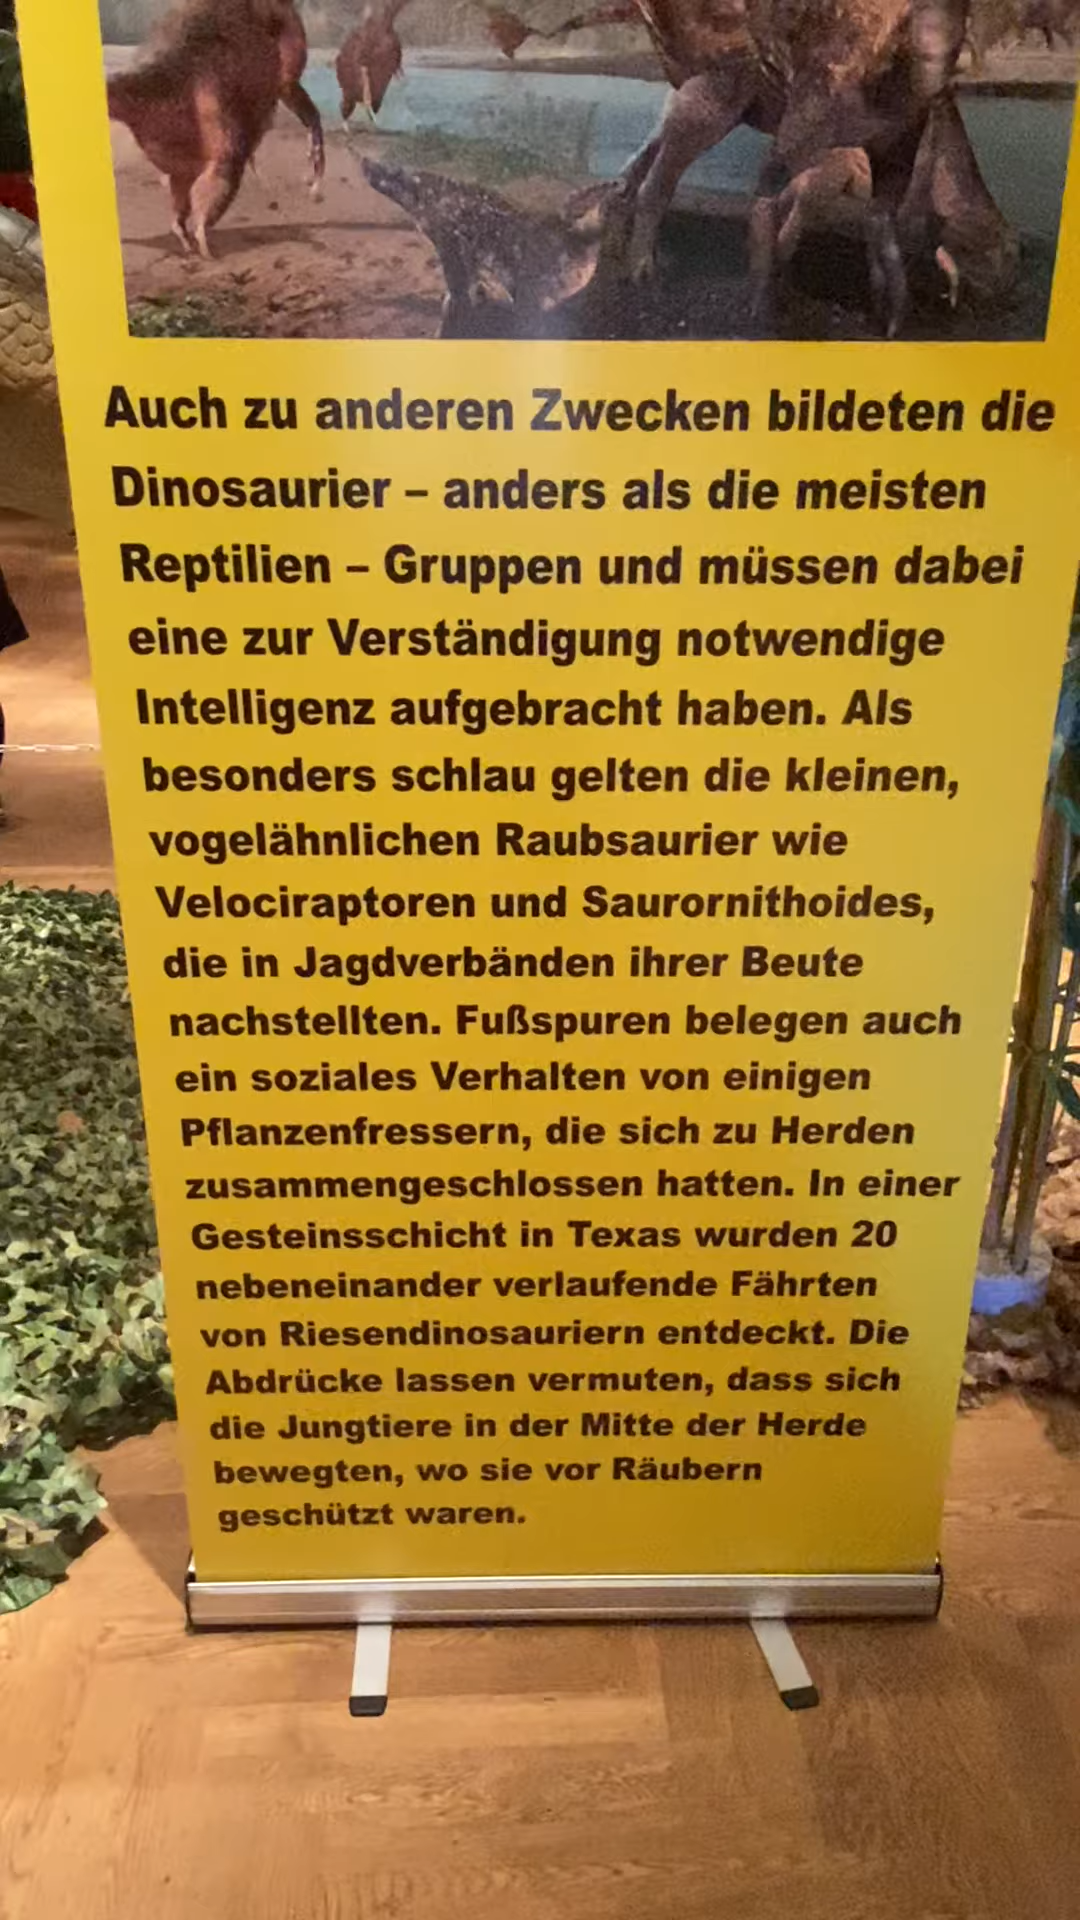 Auch zu anderen Zwecken bildeten die
Dinosaurier – anders als die meisten
Reptilien – Gruppen und müssen dabei
eine zur Verständigung notwendige
Intelligenz aufgebracht haben. Als
besonders schlau gelten die kleinen,
vogelähnlichen Raubsaurier wie
Velociraptoren und Saurornithoides,
die in Jagdverbänden ihrer Beute
nachstellten. Fußspuren belegen auch
ein soziales Verhalten von einigen
Pflanzenfressern, die sich zu Herden
zusammengeschlossen hatten. In einer
Gesteinsschicht in Texas wurden 20
nebeneinander verlaufende Fährten
von Riesendinosauriern entdeckt. Die
Abdrücke lassen vermuten, dass sich
die Jungtiere in der Mitte der Herde
bewegten, wo sie vor Räubern
geschützt waren.